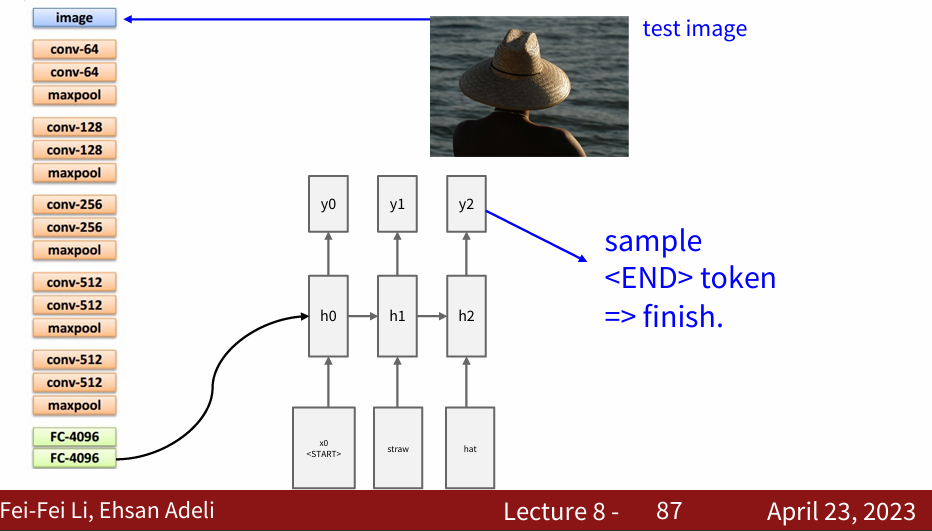 image
test image
conv-64
conv-64
maxpool
conv-128
conv-128
maxpool
conv-256
conv-256
maxpool
conv-512
conv-512
maxpool
conv-512
conv-512
maxpool
FC-4096
FC-4096
y0 y1 y2
h0 h1 h2
x0
<START>
straw
hat
sample
<END> token
=> finish.
Fei-Fei Li, Ehsan Adeli
Lecture 8 - 87
April 23, 2023